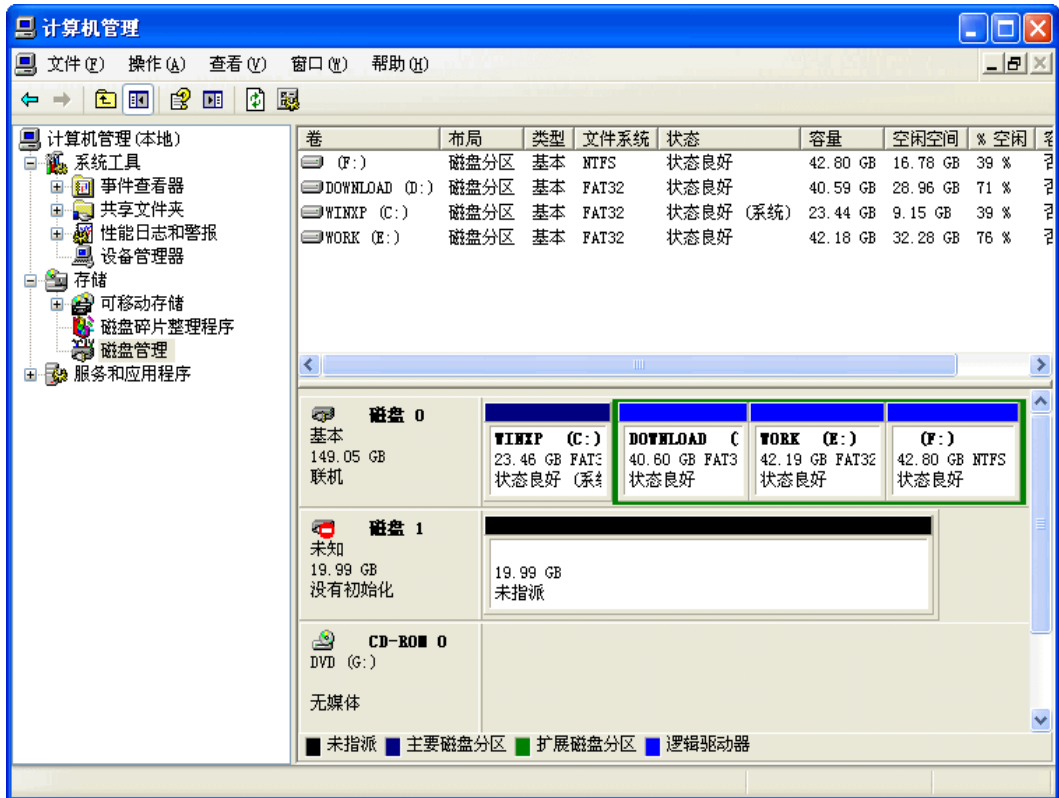 计算机管理
文件(F) 操作(A) 查看(V) 窗口(W) 帮助(H)
计算机管理(本地)
系统工具
事件查看器
共享文件夹
性能日志和警报
设备管理器
存储
可移动存储
磁盘碎片整理程序
磁盘管理
服务和应用程序
卷 布局 类型 文件系统 状态 容量 空闲空间 % 空闲
(F:) 磁盘分区 基本 NTFS 状态良好 42.80 GB 16.78 GB 39 %
DOWNLOAD (D:) 磁盘分区 基本 FAT32 状态良好 40.59 GB 28.96 GB 71 % 否
WINXP (C:) 磁盘分区 基本 FAT32 状态良好 (系统) 23.44 GB 9.15 GB 39 % 否
WORK (E:) 磁盘分区 基本 FAT32 状态良好 42.18 GB 32.28 GB 76 % 否
磁盘 0
基本
149.05 GB
联机
WINXP (C:)
23.46 GB FAT3
状态良好 (系
DOWNLOAD (
40.60 GB FAT3
状态良好
WORK (E:)
42.19 GB FAT32
状态良好
(F:)
42.80 GB NTFS
状态良好
磁盘 1
未知
19.99 GB
没有初始化
19.99 GB
未指派
CD-ROM 0
DVD (G:)
无媒体
未指派 主要磁盘分区 扩展磁盘分区 逻辑驱动器